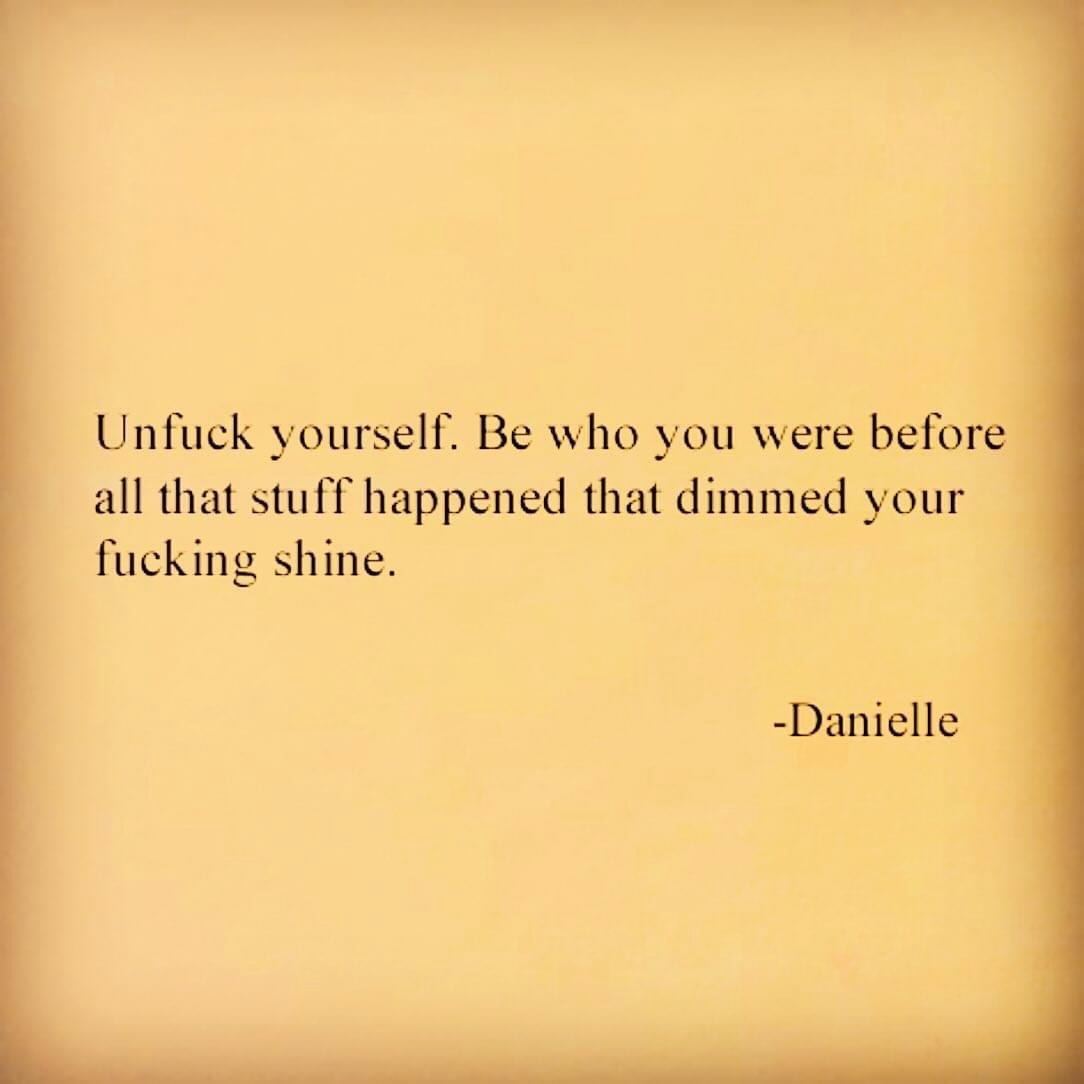 Unfuck yourself. Be who you were before
all that stuff happened that dimmed your
fucking shine.
-Danielle